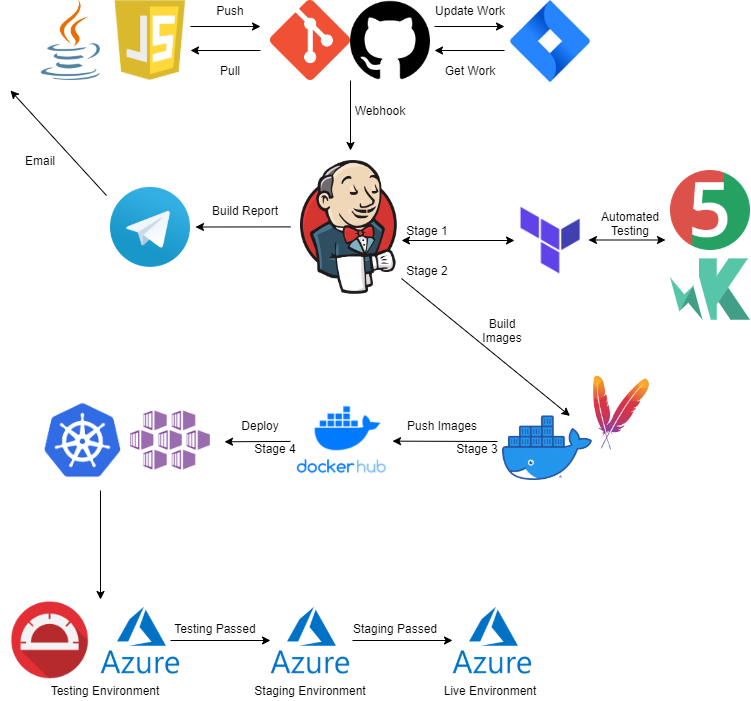 Push
Update Work
JS
Pull
Get Work
Webhook
Email
Build Report
Stage 1
Stage 2
Automated
Testing
5
K
Build
Images
Deploy
Stage 4
docker hub
Push Images
Stage 3
Testing Passed
Staging Passed
Azure
Azure
Azure
Testing Environment
Staging Environment
Live Environment